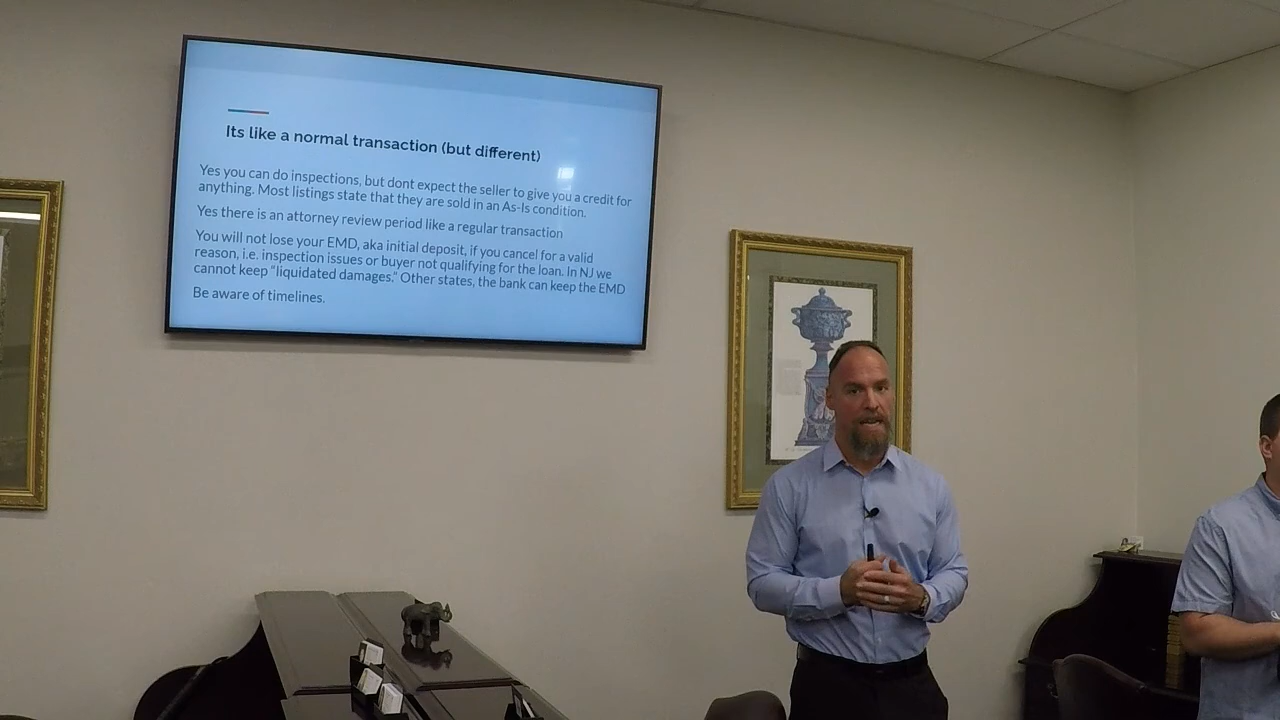 Its like a normal transaction (but different)
Yes you can do inspections, but dont expect the seller to give you a credit for
anything. Most listings state that they are sold in an As-Is condition.
Yes there is an attorney review period like a regular transaction
You will not lose your EMD, aka initial deposit, if you cancel for a valid
reason, i.e. inspection issues or buyer not qualifying for the loan. In NJ we
cannot keep “liquidated damages.” Other states, the bank can keep the EMD
Be aware of timelines.